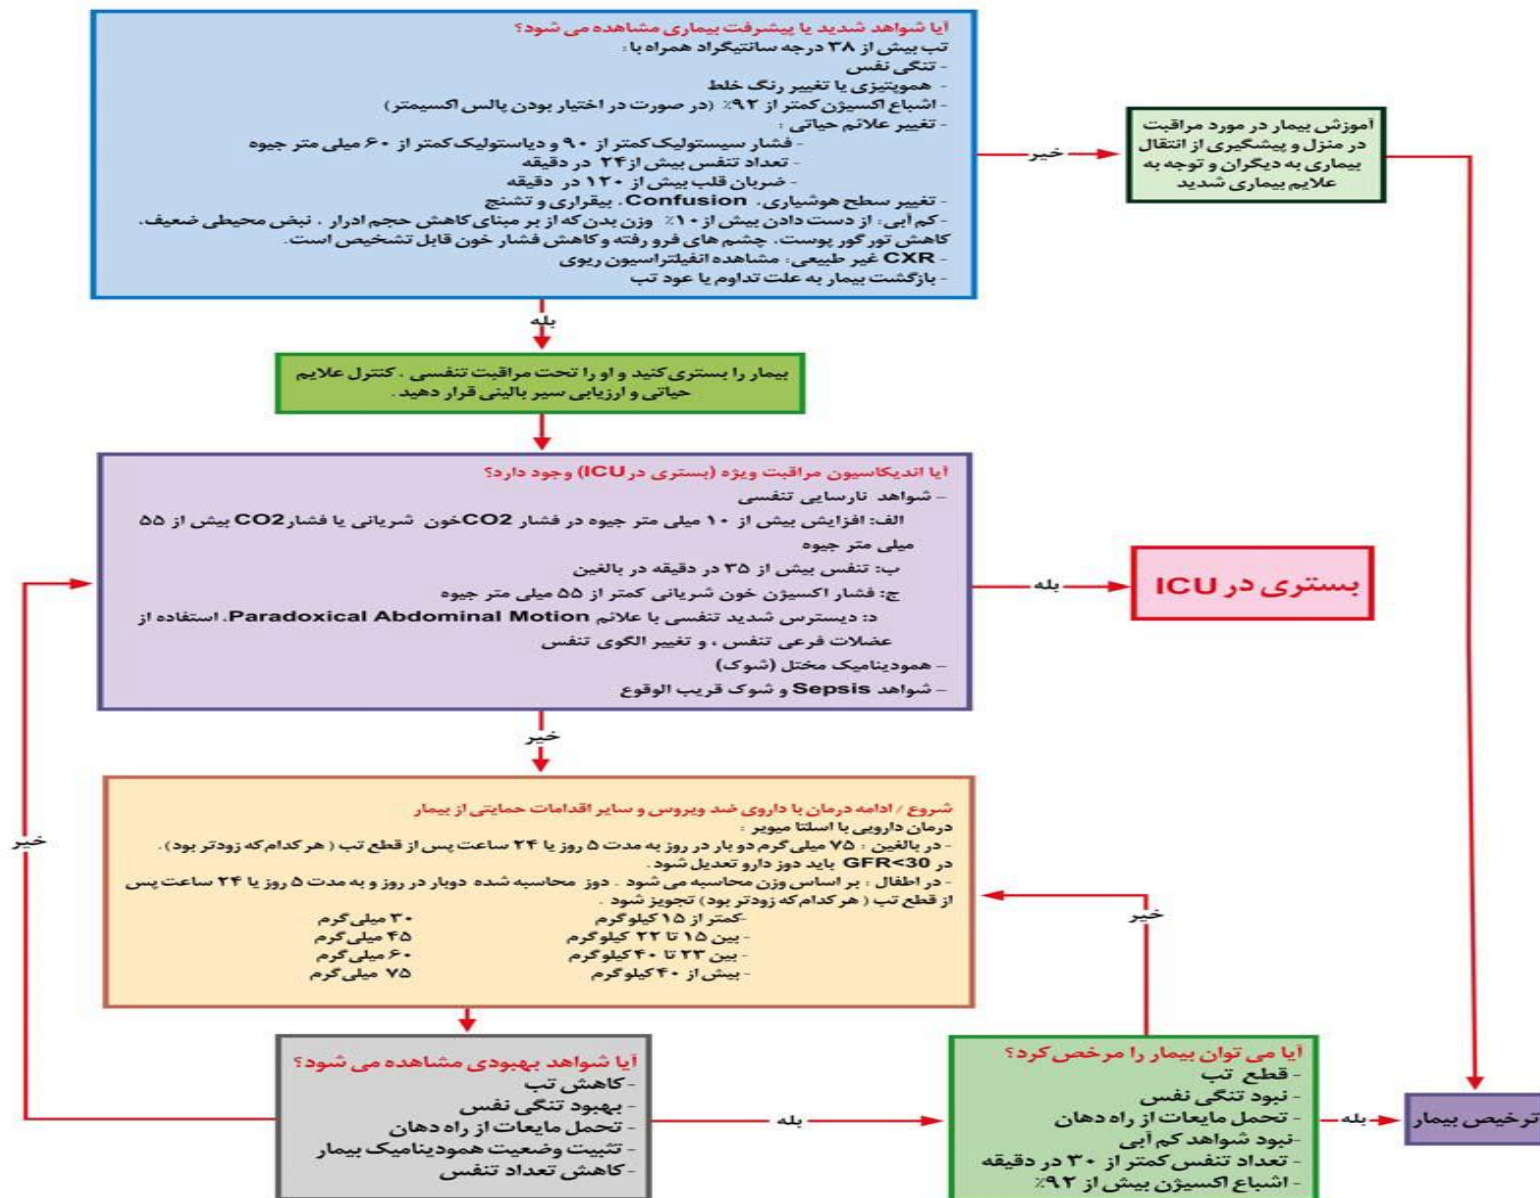 آیا شواهد شدید یا پیشرفت بیماری مشاهده می شود؟
تب بیش از ۳۸ درجه سانتیگراد همراه با :
- تنگی نفس
- هموپتیزی یا تغییر رنگ خلط
- اشباع اکسیژن کمتر از ۹۲٪ (در صورت در اختیار بودن پالس اکسیمتر)
- تغییر علائم حیاتی :
- فشار سیستولیک کمتر از ۹۰ و دیاستولیک کمتر از ۶۰ میلی متر جیوه
- تعداد تنفس بیش از ۲۴ در دقیقه
- ضربان قلب بیش از ۱۲۰ در دقیقه
- تغییر سطح هوشیاری، Confusion، بیقراری و تشنج
- کم آبی: از دست دادن بیش از ۱۰٪ وزن بدن که از بر مبنای کاهش حجم ادرار ، نبض محیطی ضعیف،
کاهش تور گور پوست، چشم های فرو رفته و کاهش فشار خون قابل تشخیص است.
- CXR غیر طبیعی: مشاهده انفیلتراسیون ریوی
- بازگشت بیمار به علت تداوم یا عود تب
خیر
آموزش بیمار در مورد مراقبت
در منزل و پیشگیری از انتقال
بیماری به دیگران و توجه به
علایم بیماری شدید
بله
بیمار را بستری کنید و او را تحت مراقبت تنفسی ، کنترل علایم
حیاتی و ارزیابی سیر بالینی قرار دهید .
آیا اندیکاسیون مراقبت ویژه (بستری در ICU) وجود دارد؟
- شواهد نارسایی تنفسی
الف: افزایش بیش از ۱۰ میلی متر جیوه در فشار CO2خون شریانی یا فشار CO2 بیش از ۵۵
میلی متر جیوه
ب: تنفس بیش از ۳۵ در دقیقه در بالغین
ج: فشار اکسیژن خون شریانی کمتر از ۵۵ میلی متر جیوه
د: دیسترس شدید تنفسی با علائم Paradoxical Abdominal Motion، استفاده از
عضلات فرعی تنفس ، و تغییر الگوی تنفس
- همودینامیک مختل (شوک)
- شواهد Sepsis و شوک قریب الوقوع
بله
بستری در ICU
خیر
شروع / ادامه درمان با داروی ضد ویروس و سایر اقدامات حمایتی از بیمار
درمان دارویی با اسلتا میویر :
- در بالغین : ۷۵ میلی گرم دو بار در روز به مدت ۵ روز یا ۲۴ ساعت پس از قطع تب ( هر کدام که زودتر بود) .
در GFR<30 باید دوز دارو تعدیل شود .
- در اطفال : بر اساس وزن محاسبه می شود . دوز محاسبه شده دوبار در روز و به مدت ۵ روز یا ۲۴ ساعت پس
از قطع تب ( هر کدام که زودتر بود) تجویز شود .
-کمتر از ۱۵ کیلوگرم ۳۰ میلی گرم
- بین ۱۵ تا ۲۲ کیلوگرم ۴۵ میلی گرم
- بین ۲۳ تا ۴۰ کیلوگرم ۶۰ میلی گرم
- بیش از ۴۰ کیلوگرم ۷۵ میلی گرم
خیر
خیر
آیا شواهد بهبودی مشاهده می شود؟
- کاهش تب
- بهبود تنگی نفس
- تحمل مایعات از راه دهان
- تثبیت وضعیت همودینامیک بیمار
- کاهش تعداد تنفس
بله
آیا می توان بیمار را مرخص کرد؟
- قطع تب
- نبود تنگی نفس
- تحمل مایعات از راه دهان
-نبود شواهد کم آبی
- تعداد تنفس کمتر از ۳۰ در دقیقه
- اشباع اکسیژن بیش از ۹۲٪
بله
ترخیص بیمار